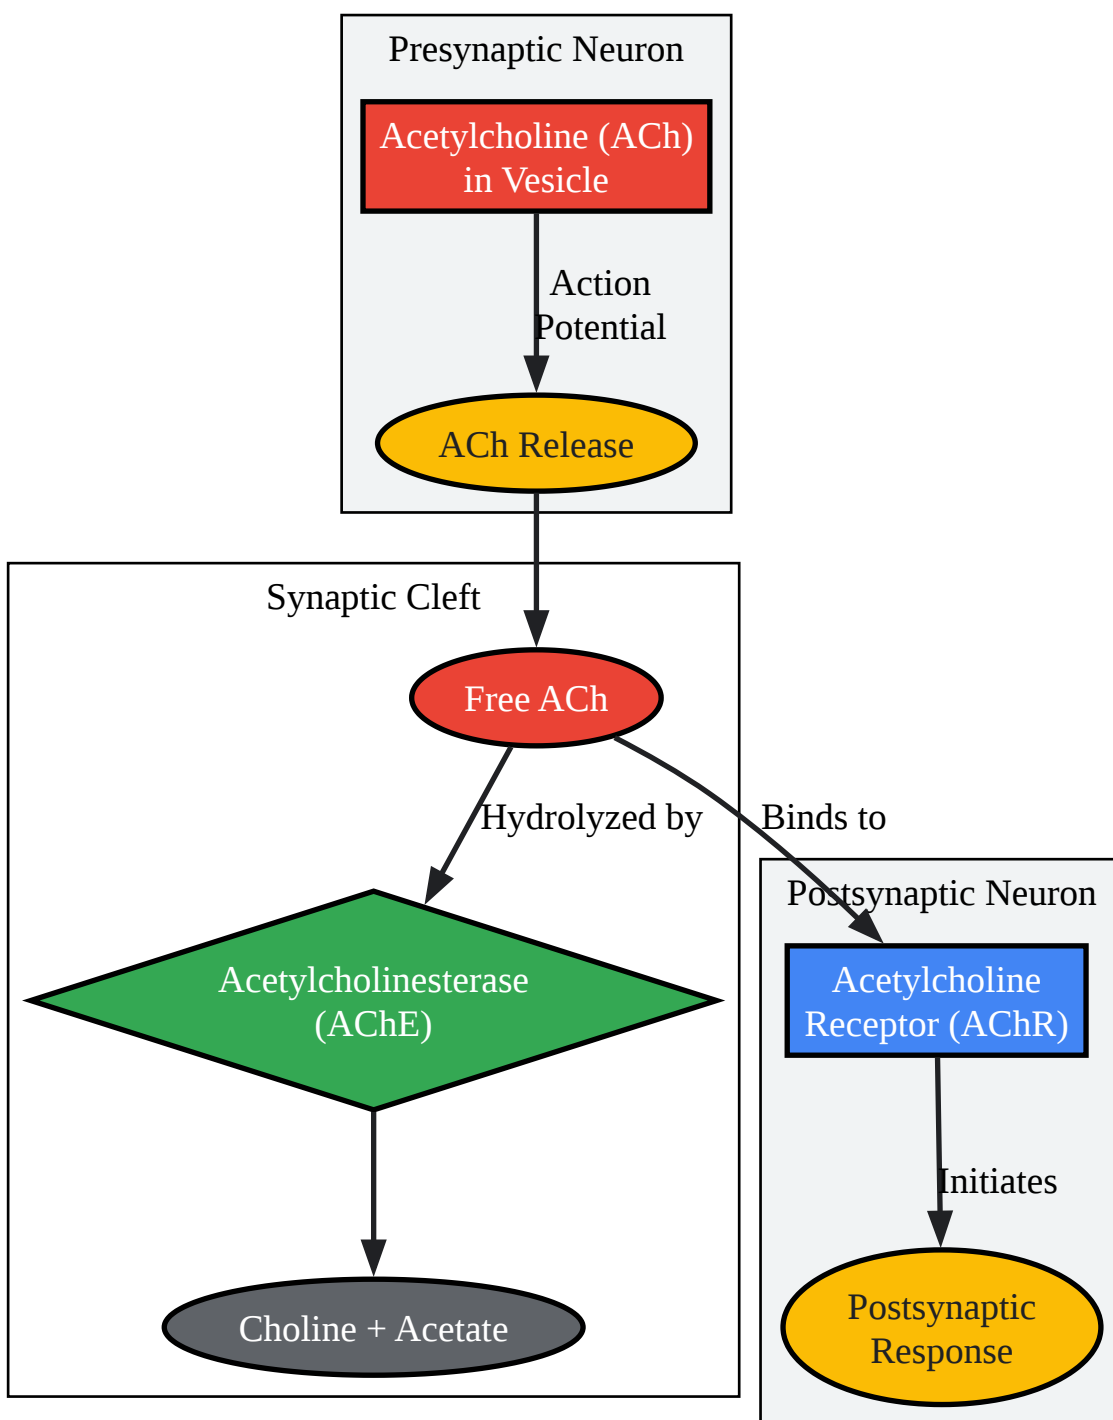 Presynaptic Neuron
Acetylcholine (ACh)
in Vesicle
Action
Potential
ACh Release
Synaptic Cleft
Free ACh
Hydrolyzed by
Binds to
Postsynaptic Neuron
Acetylcholinesterase
(AChE)
Acetylcholine
Receptor (AChR)
Initiates
Choline + Acetate
Postsynaptic
Response